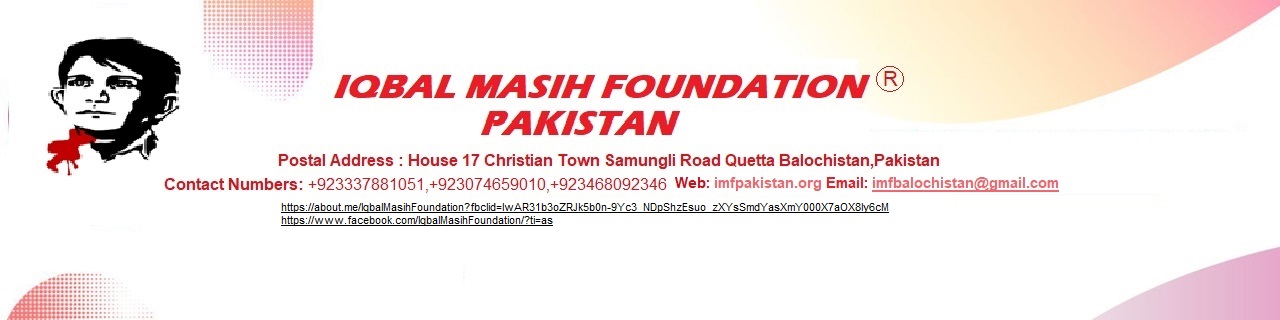 IQBAL MASIH FOUNDATION ®
PAKISTAN
Postal Address : House 17 Christian Town Samungli Road Quetta Balochistan,Pakistan
Contact Numbers: +923337881051,+923074659010,+923468092346 Web: imfpakistan.org Email: imfbalochistan@gmail.com
https://about.me/IqbalMasihFoundation?fbclid=IwAR31b3oZRJk5b0n-9Yc3_NDpShzEsuo_zXYsSmdYasXmY000X7aOX8ly6cM
https://www.facebook.com/IqbalMasihFoundation/?ti=as